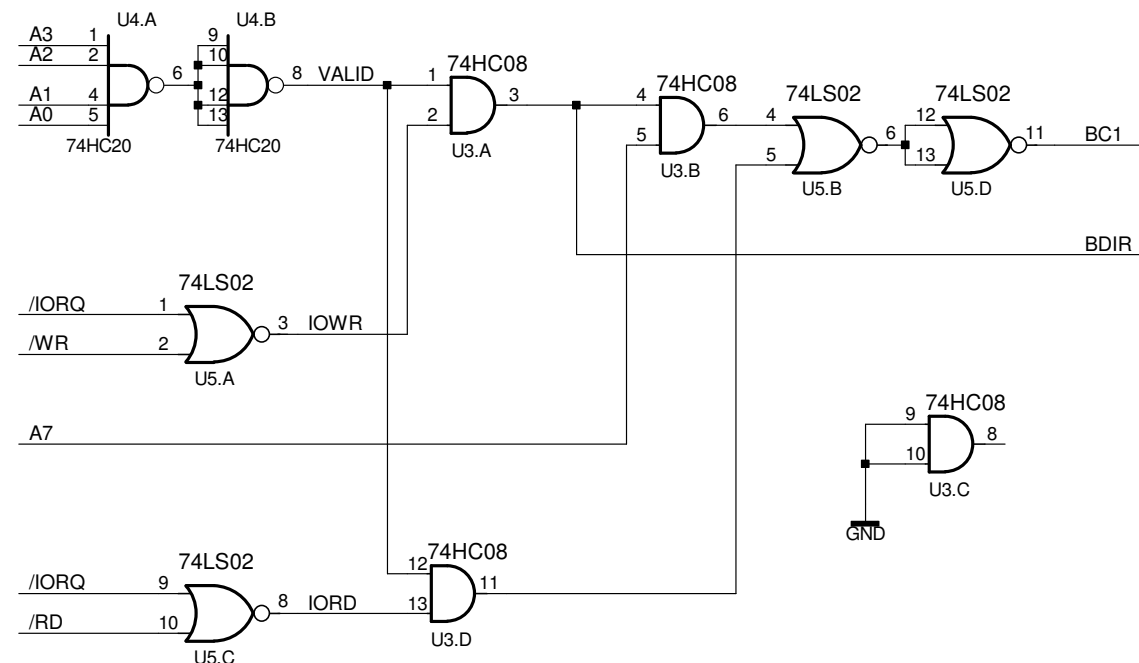 U4.A
U4.B
A3 1
A2 2
A1 4
A0 5
74HC20
6
9
10
12
13
74HC20
8 VALID
74HC08
1
2
3
U3.A
74HC08
4
5
6
U3.B
74LS02
4
5
6
U5.B
74LS02
12
13
11
U5.D
BC1
BDIR
74LS02
/IORQ 1
/WR 2
3 IOWR
U5.A
A7
74HC08
9
10
8
U3.C
GND
74LS02
/IORQ 9
/RD 10
8 IORD
U5.C
74HC08
12
13
11
U3.D